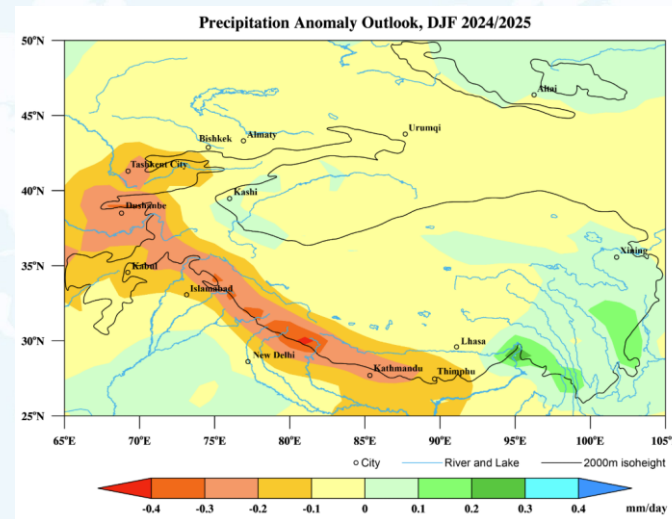 Precipitation Anomaly Outlook, DJF 2024/2025
50°N
45°N
40°N
35°N
30°N
25°N
Altai
Urumqi
Bishkek
Almaty
Tashkent City
Kashi
Dushanbe
Xining
Kabul
Islamabad
Lhasa
New Delhi
Kathmandu
Thimphu
65°E 70°E 75°E 80°E 85°E 90°E 95°E 100°E 105°
City River and Lake 2000m isoheight
-0.4 -0.3 -0.2 -0.1 0 0.1 0.2 0.3 0.4 mm/day